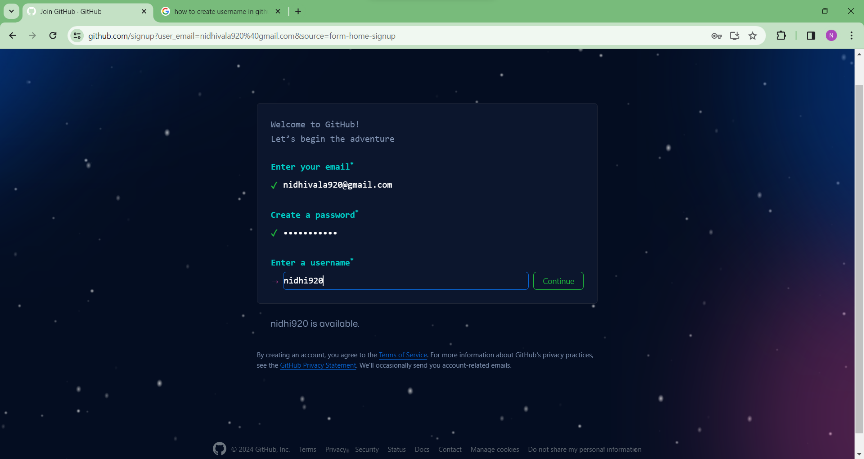 Join GitHub · GitHub
how to create username in gith
github.com/signup?user_email=nidhivala920%40gmail.com&source=form-home-signup
N
Welcome to GitHub!
Let's begin the adventure
Enter your email*
✓ nidhivala920@gmail.com
Create a password*
✓ •••••••••••
Enter a username*
nidhi920
Continue
nidhi920 is available.
By creating an account, you agree to the Terms of Service. For more information about GitHub's privacy practices,
see the GitHub Privacy Statement. We'll occasionally send you account-related emails.
© 2024 GitHub, Inc. Terms Privacy Security Status Docs Contact Manage cookies Do not share my personal information